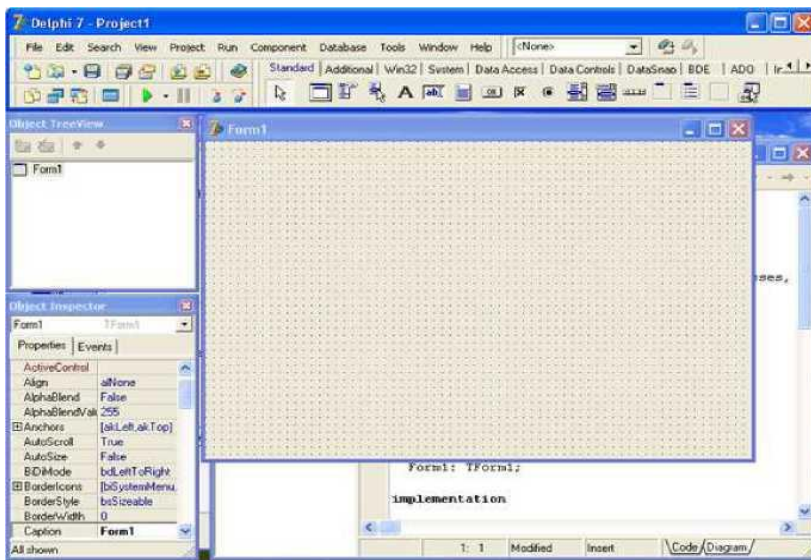 Delphi 7 - Project1
File Edit Search View Project Run Component Database Tools Window Help <None>
Standard Additional Win32 System Data Access Data Controls DataSnap BDE ADO
Object TreeView
Form1
Form1
Object Inspector
Form1 TForm1
Properties Events
ActiveControl
Align alNone
AlphaBlend False
AlphaBlendVal 255
Anchors [akLeft,akTop]
AutoScroll True
AutoSize False
BiDiMode bdLeftToRight
BorderIcons [biSystemMenu,
BorderStyle bsSizeable
BorderWidth 0
Caption Form1
All shown
ses,
Form1: TForm1;
implementation
1: 1 Modified Insert Code Diagram